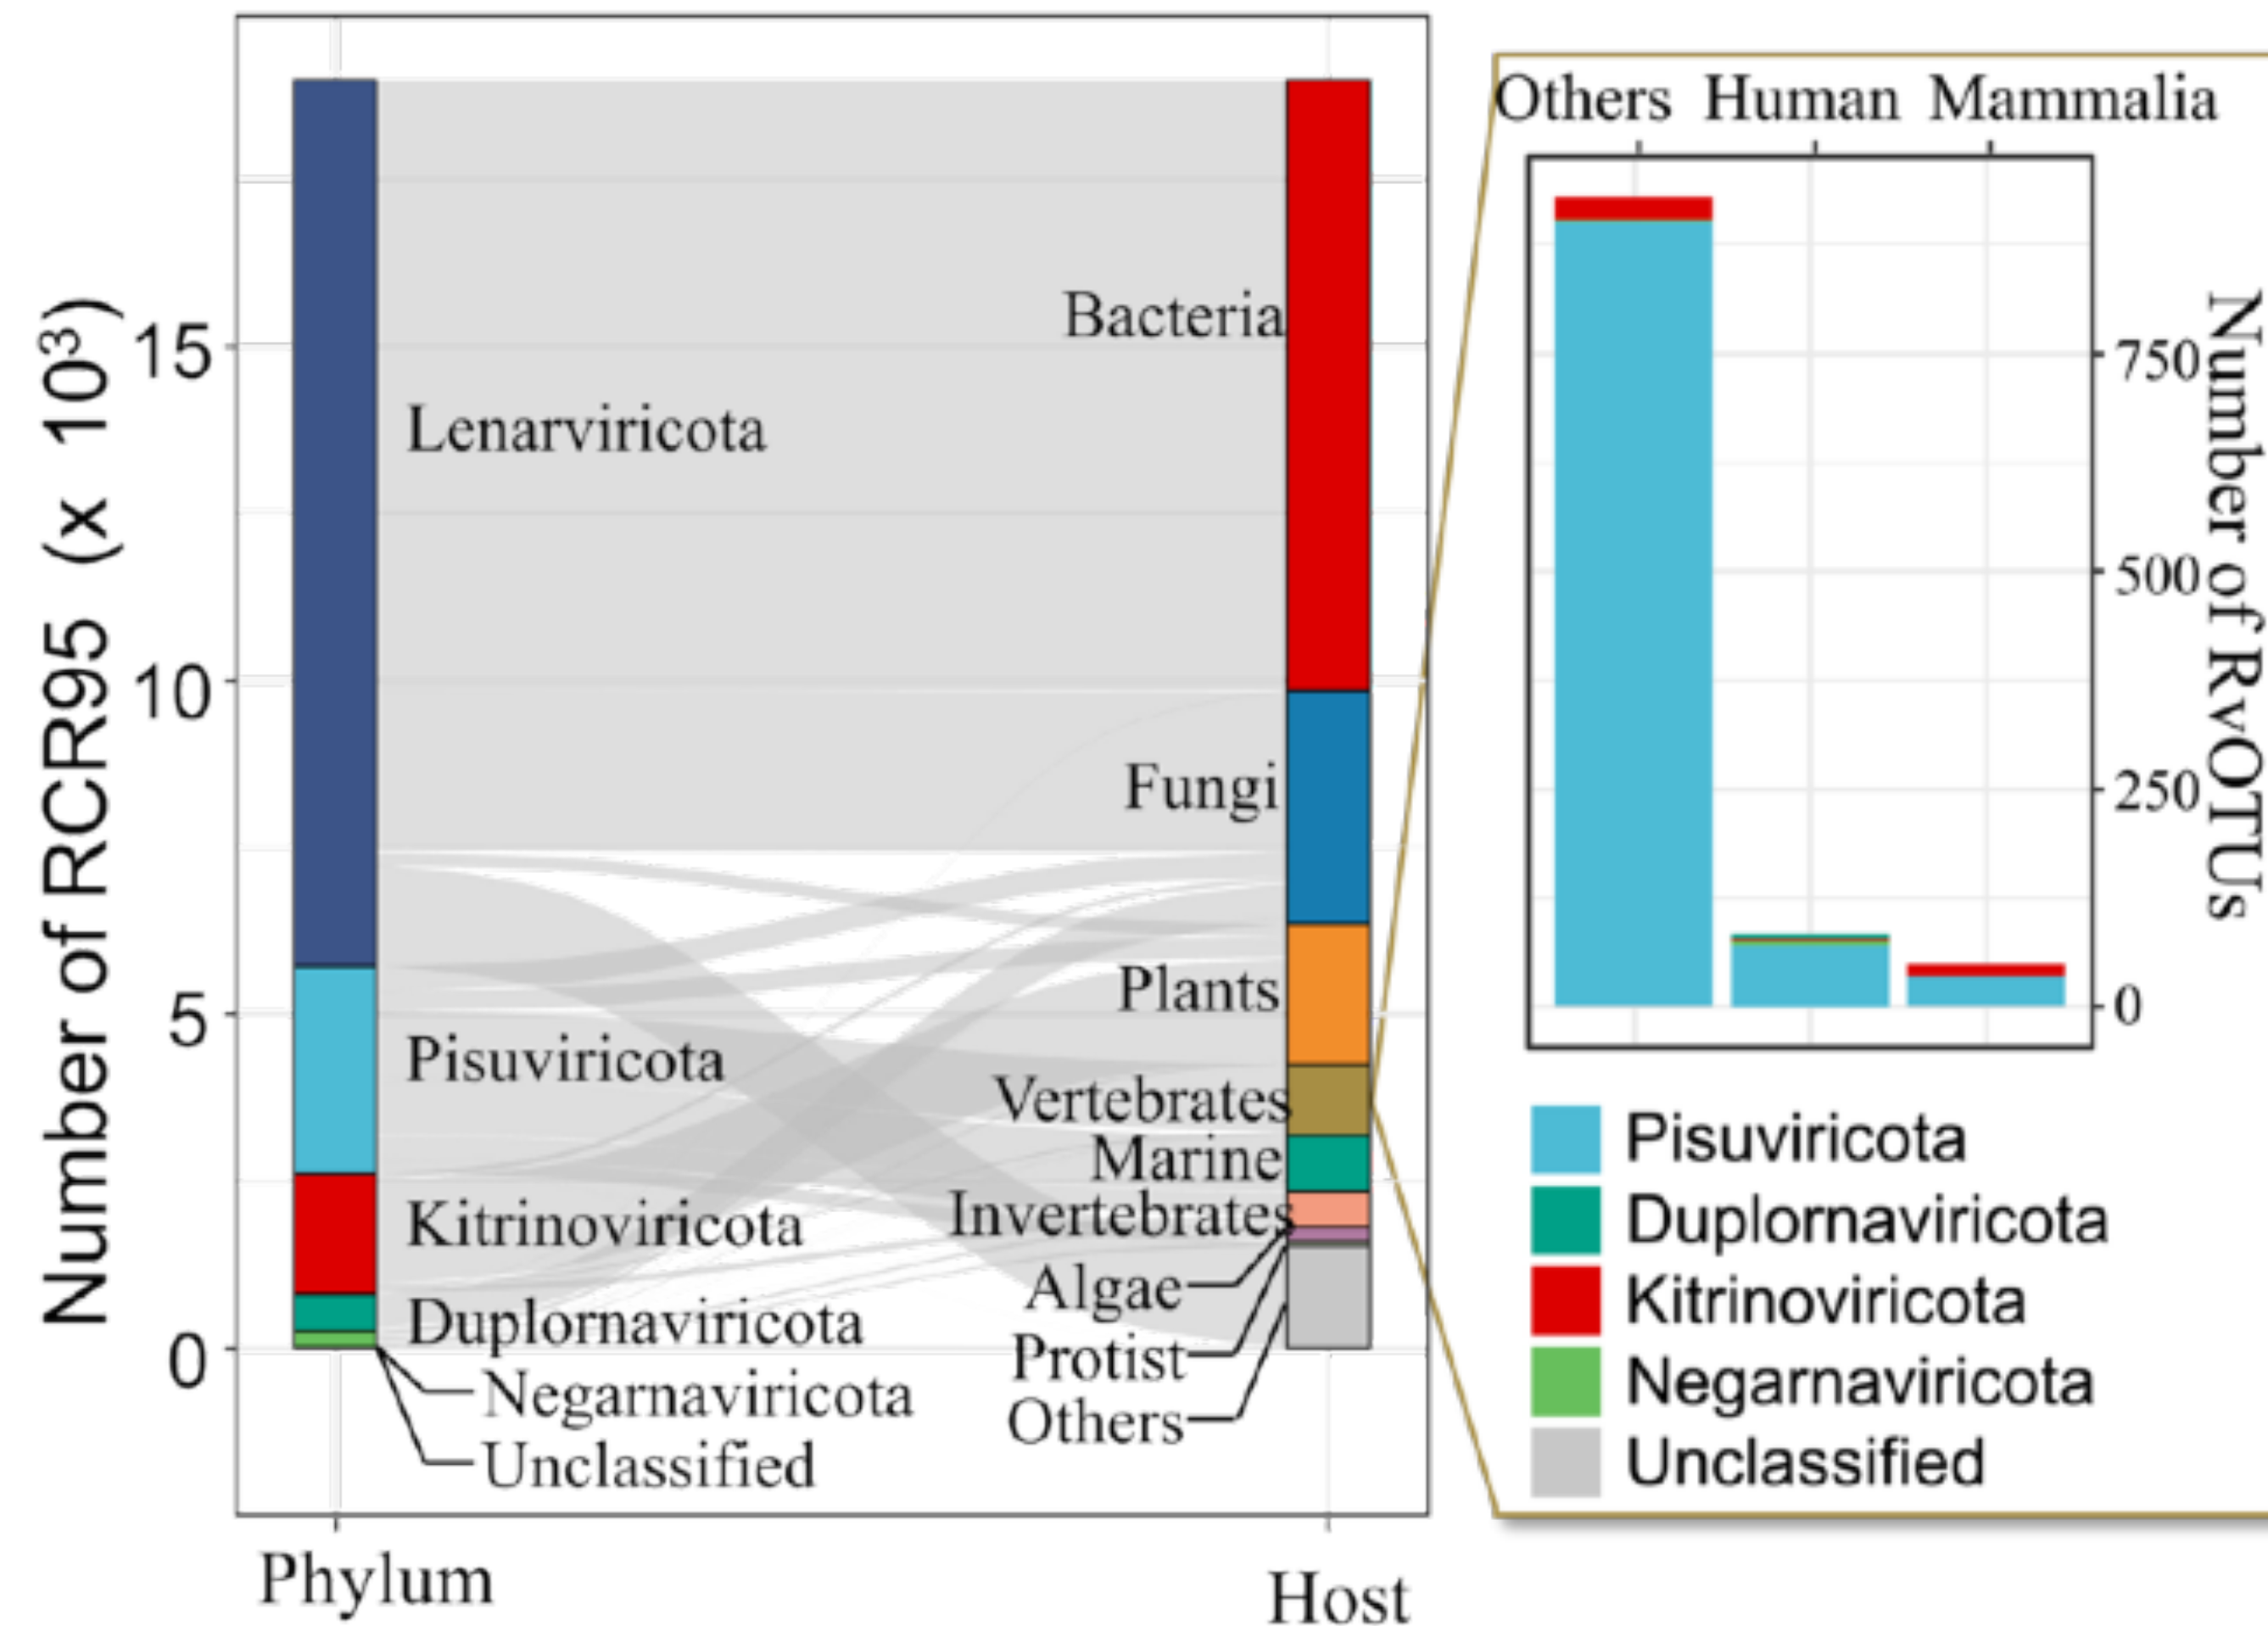 Number of RCR95 (x 10³)
15
10
5
0
Lenarviricota
Pisuviricota
Kitrinoviricota
Duplornaviricota
Negarnaviricota
Unclassified
Bacteria
Fungi
Plants
Vertebrates
Marine
Invertebrates
Algae
Protist
Others
Phylum
Host
Others Human Mammalia
750
500
250
0
Number of RvOTUs
Pisuviricota
Duplornaviricota
Kitrinoviricota
Negarnaviricota
Unclassified